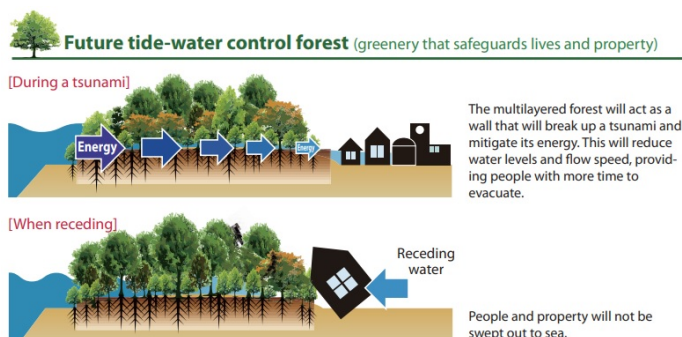 Future tide-water control forest (greenery that safeguards lives and property)
[During a tsunami]
Energy
Energy
The multilayered forest will act as a
wall that will break up a tsunami and
mitigate its energy. This will reduce
water levels and flow speed, provid-
ing people with more time to
evacuate.
[When receding]
Receding
water
People and property will not be
swept out to sea.